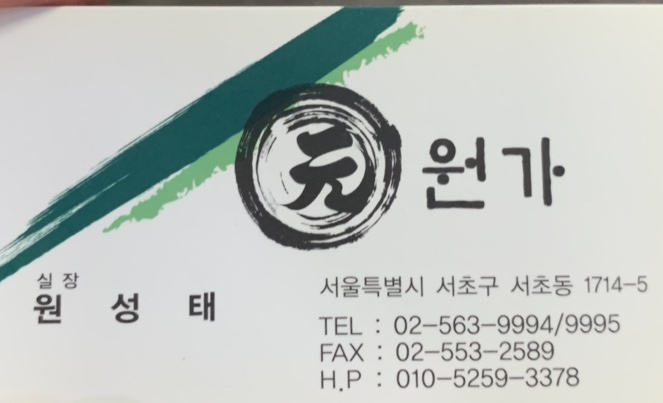 元 원가
실장
원 성 태
서울특별시 서초구 서초동 1714-5
TEL : 02-563-9994/9995
FAX : 02-553-2589
H.P : 010-5259-3378